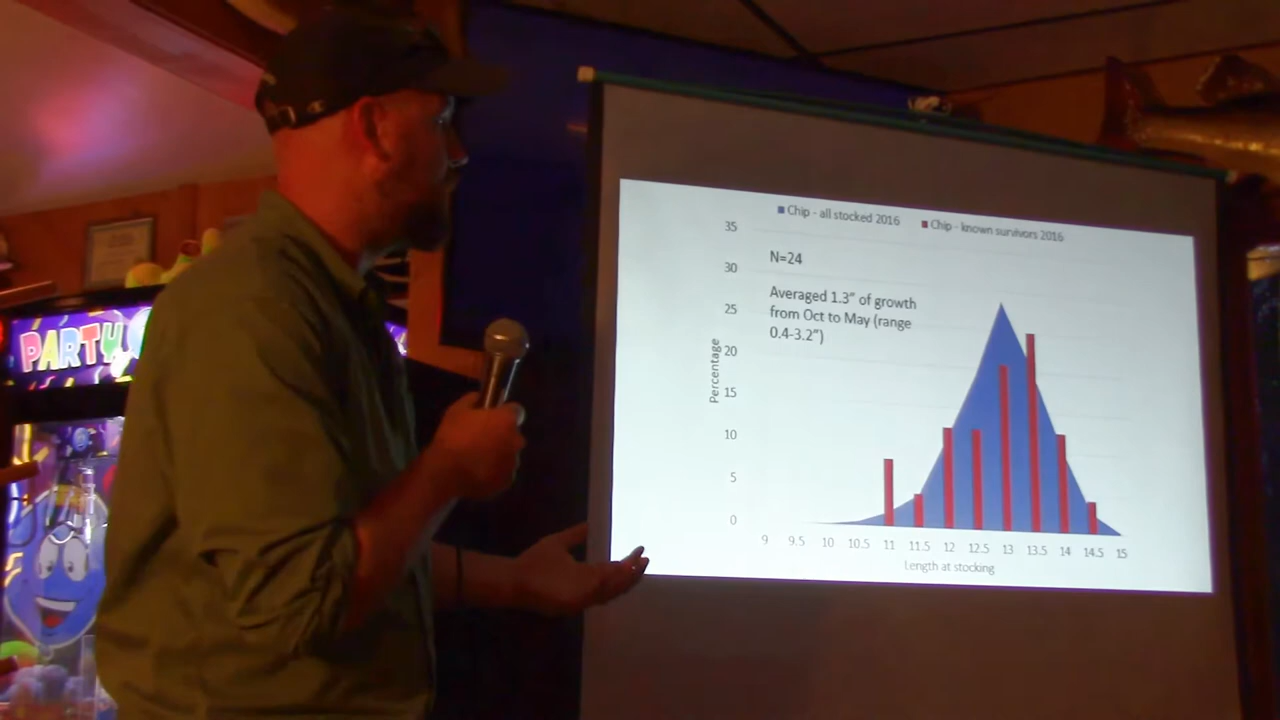 Chip - all stocked 2016 Chip - known survivors 2016
35
N=24
30
Averaged 1.3" of growth
from Oct to May (range
0.4-3.2")
25
20
15
10
5
0
Percentage
9 9.5 10 10.5 11 11.5 12 12.5 13 13.5 14 14.5 15
Length at stocking
PARTY